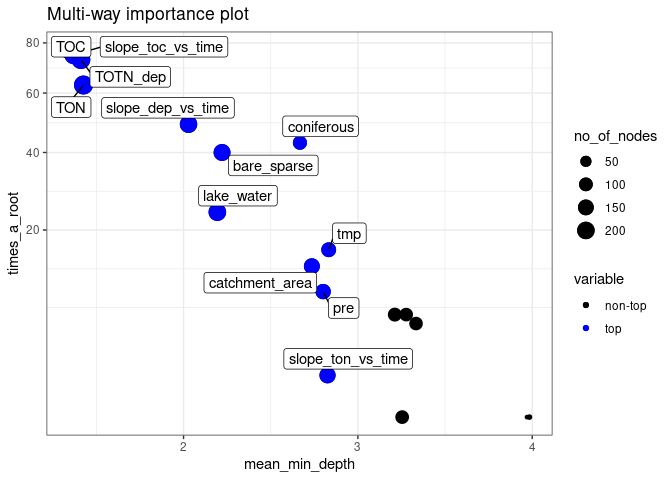 Multi-way importance plot
80
60
40
20
times_a_root
TOC
slope_toc_vs_time
TOTN_dep
TON
slope_dep_vs_time
coniferous
bare_sparse
lake_water
tmp
catchment_area
pre
slope_ton_vs_time
2
3
4
mean_min_depth
no_of_nodes
50
100
150
200
variable
non-top
top